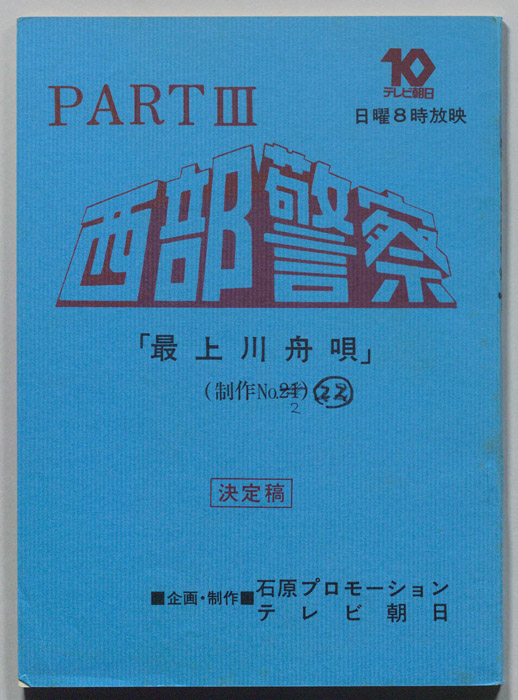 10
テレビ朝日
PART III
日曜8時放映
西部警察
「最上川舟唄」
(制作No.21) 22
2
決定稿
■企画・制作■石原プロモーション
テレビ朝日